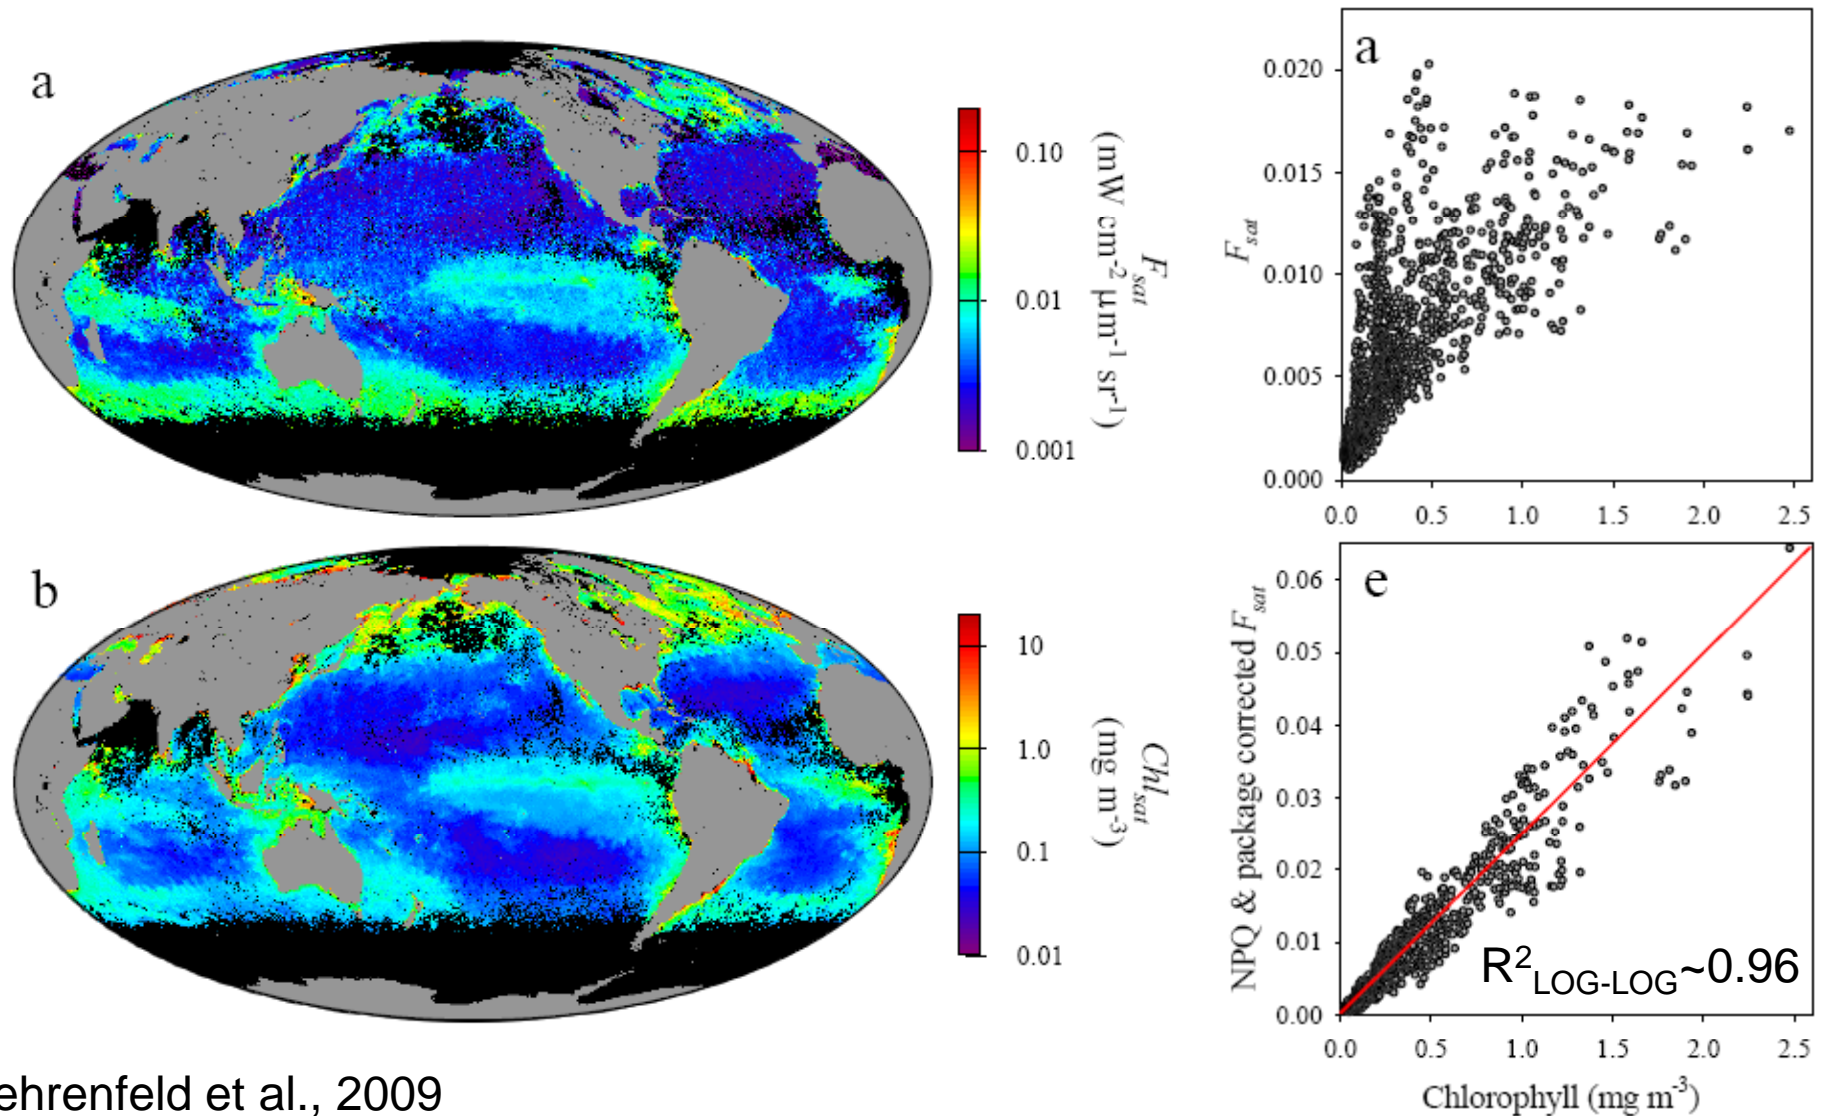 a
0.10
0.01
0.001
F_sat
(mW cm⁻² µm⁻¹ sr⁻¹)
b
10
1.0
0.1
0.01
Chl_sat
(mg m⁻³)
a
F_sat
0.020
0.015
0.010
0.005
0.000
0.0 0.5 1.0 1.5 2.0 2.5
e
NPQ & package corrected F_sat
0.06
0.05
0.04
0.03
0.02
0.01
0.00
R²LOG-LOG~0.96
0.0 0.5 1.0 1.5 2.0 2.5
Chlorophyll (mg m⁻³)
ehrenfeld et al., 2009